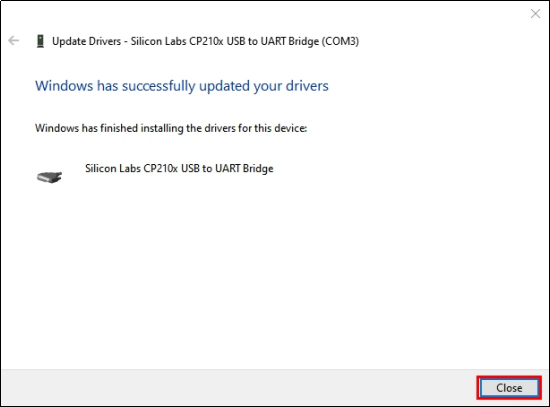 Update Drivers - Silicon Labs CP210x USB to UART Bridge (COM3)
Windows has successfully updated your drivers
Windows has finished installing the drivers for this device:
Silicon Labs CP210x USB to UART Bridge
Close